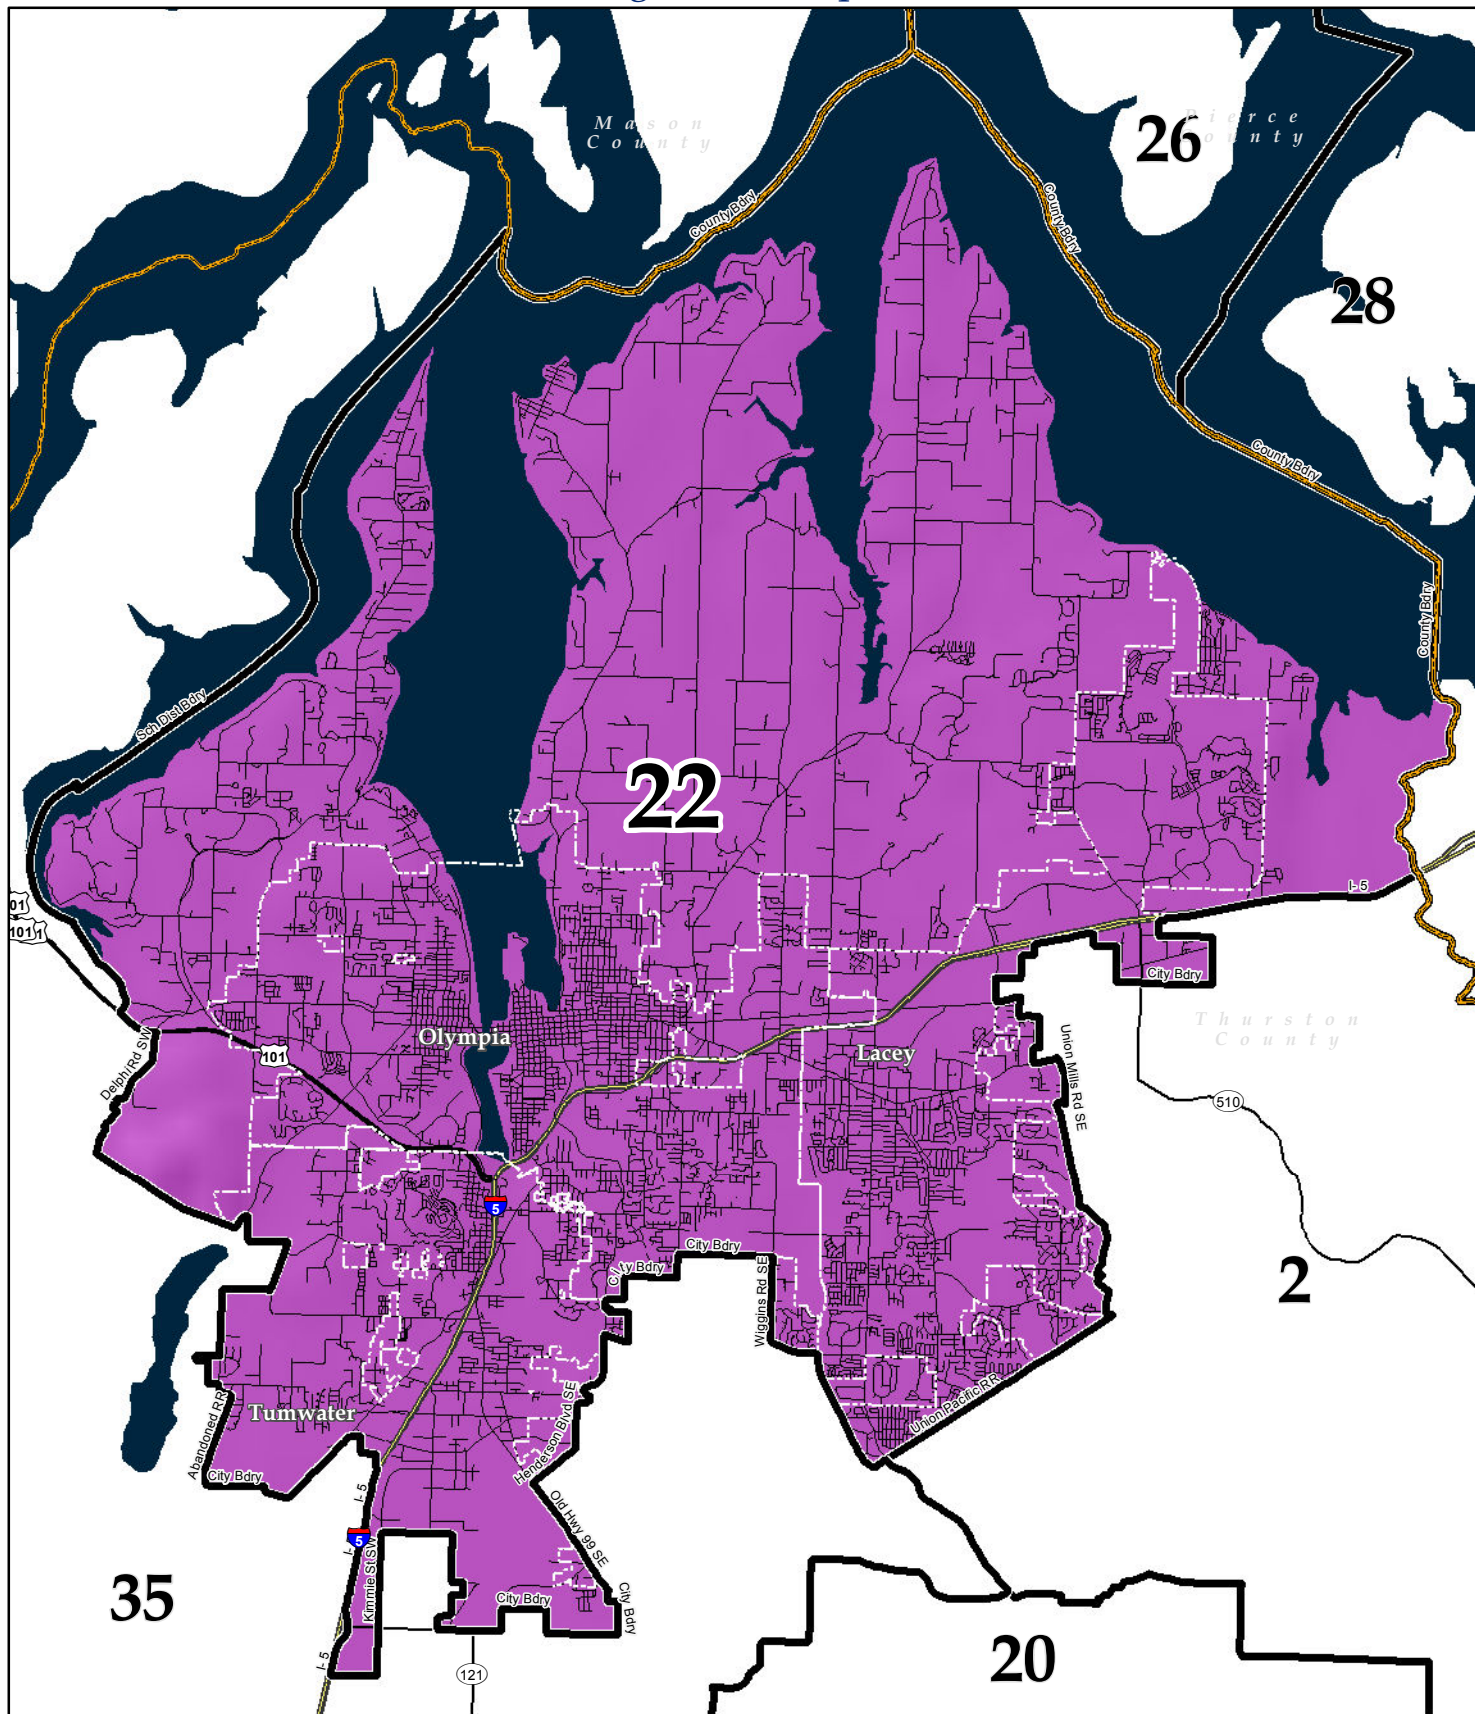 Mason
County
26
Pierce
County
County Bdry
County Bdry
28
County Bdry
County Bdry
Sch Dist Bdry
22
I- 5
01
101
1
City Bdry
Thurston
County
Olympia
Lacey
101
Delphi Rd SW
Union Mills Rd SE
510
5
City Bdry
City Bdry
Wiggins Rd SE
2
Union Pacific RR
Tumwater
Abandoned RR
City Bdry
Henderson Blvd SE
I- 5
Old Hwy 99 SE
5
I-
Kimmie St SW
City Bdry
City Bdry
35
I- 5
121
20